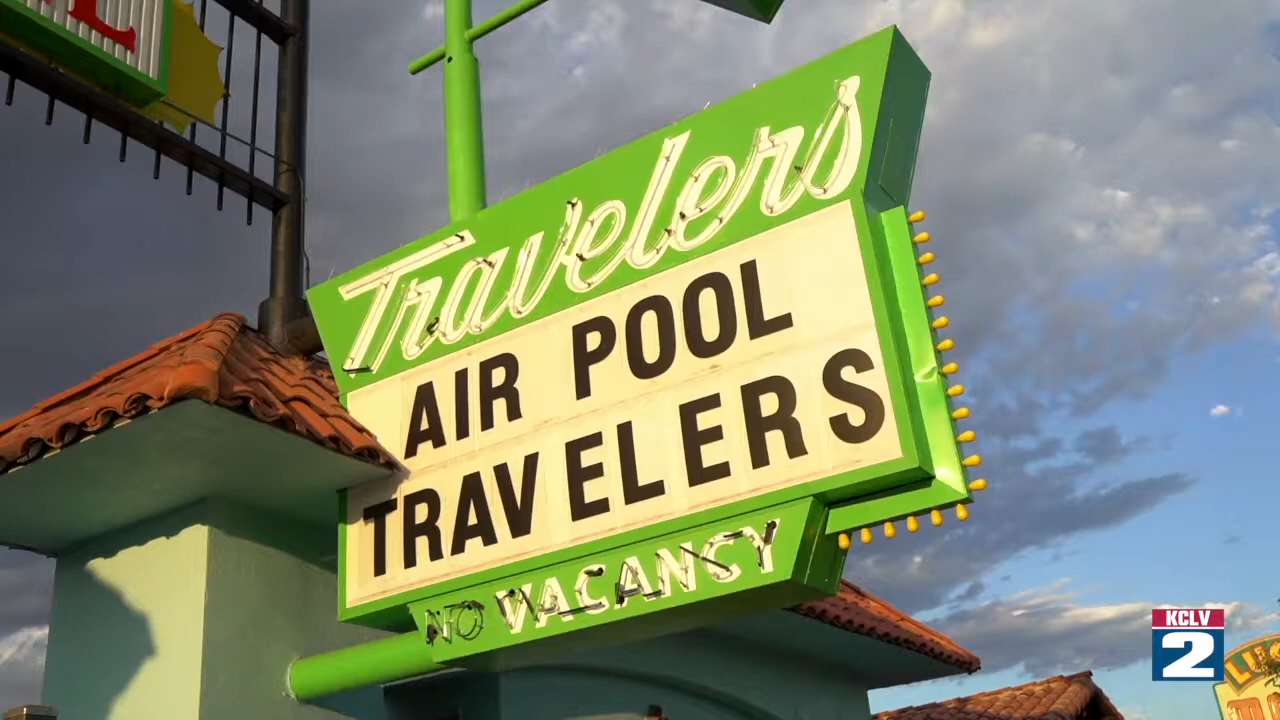 Travelers
AIR POOL
TRAVELERS
NO VACANCY
KCLV
2